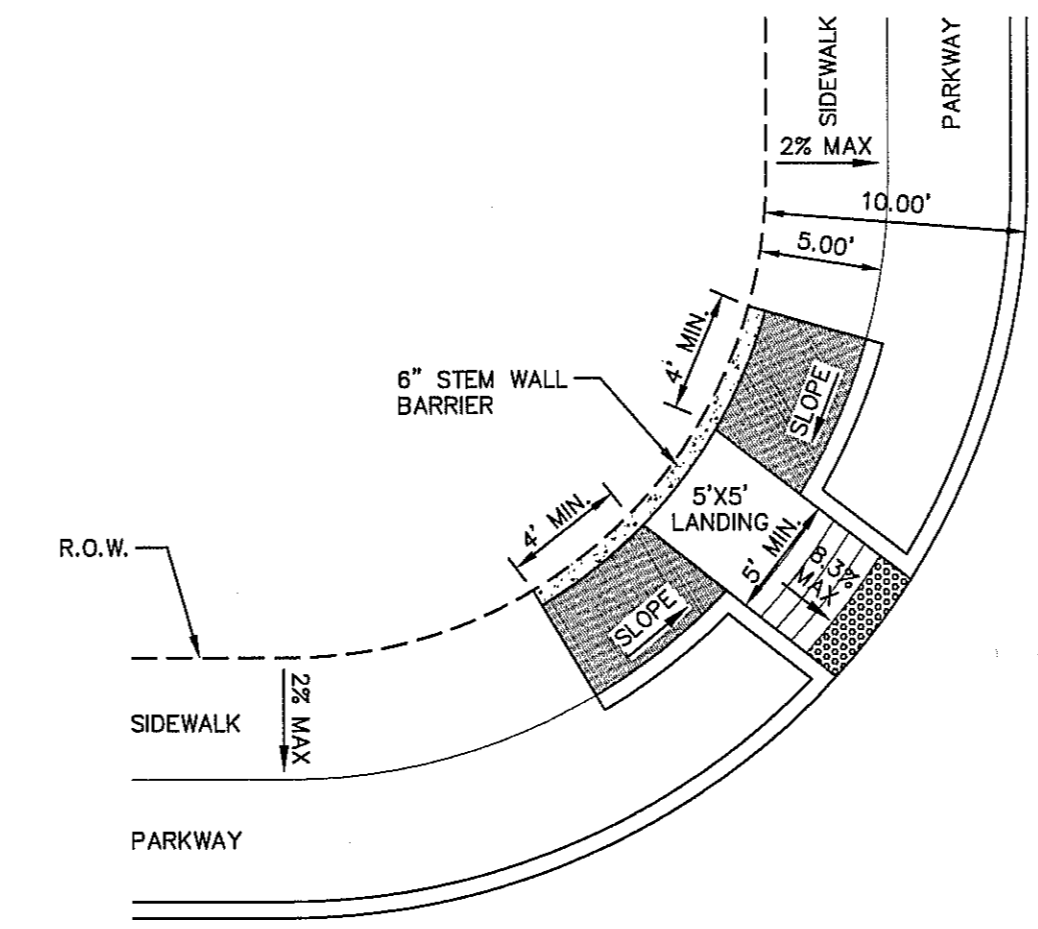 SIDEWALK
PARKWAY
2% MAX
10.00'
5.00'
4' MIN.
6" STEM WALL
BARRIER
SLOPE
5'X5'
LANDING
4' MIN.
5' MIN.
8.3%
MAX
R.O.W.
SLOPE
2% MAX
SIDEWALK
PARKWAY